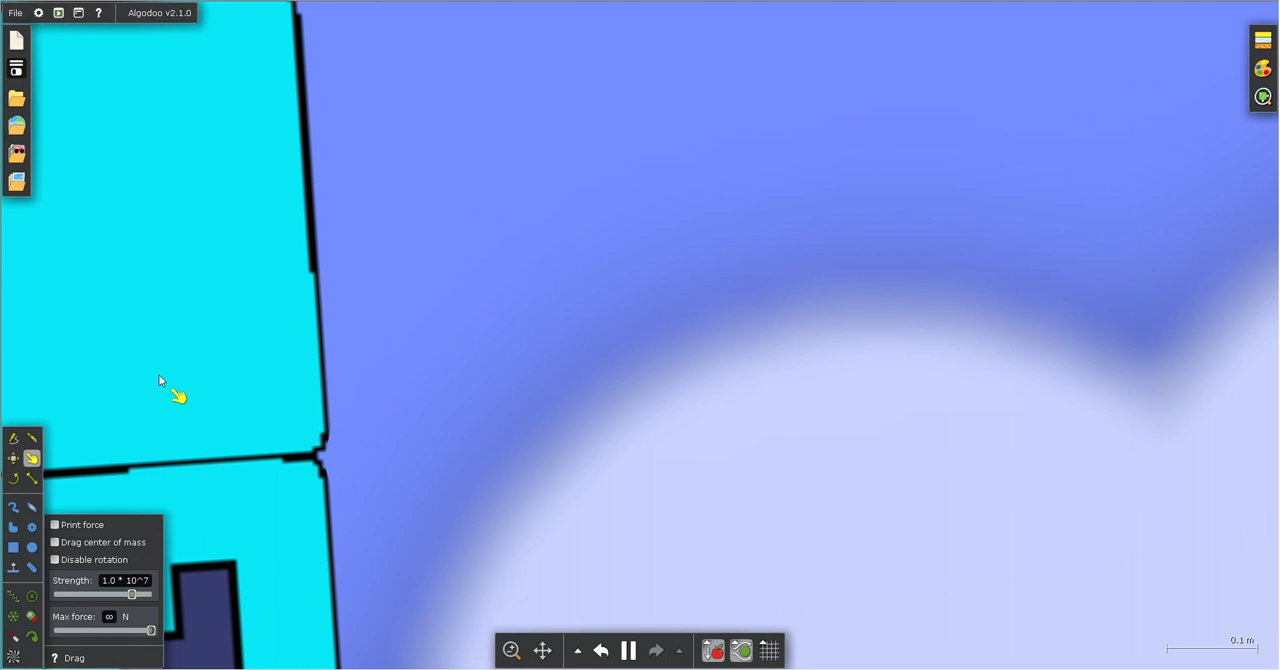 File ? Algodoo v2.1.0
Print force
Drag center of mass
Disable rotation
Strength: 1.0 * 10^7
Max force: ∞ N
? Drag
0.1 m